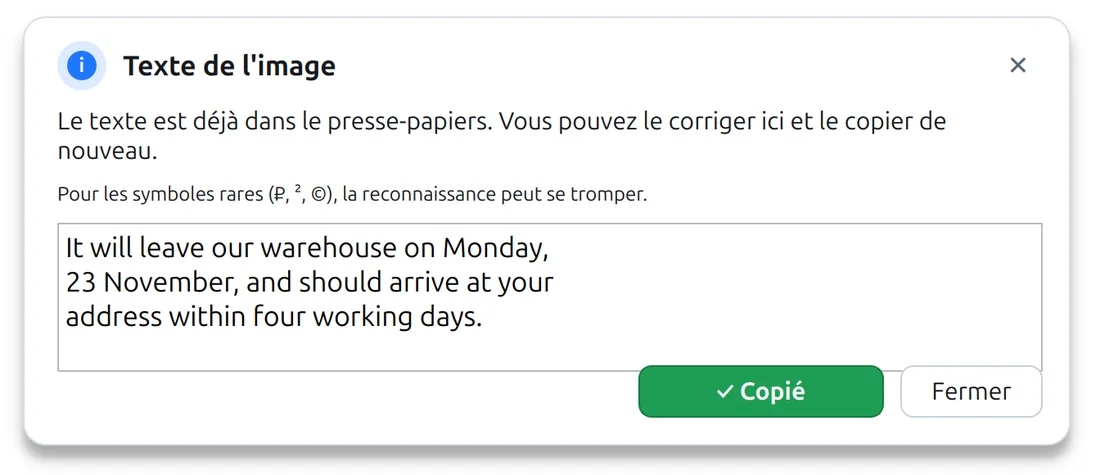 Texte de l'image
Le texte est déjà dans le presse-papiers. Vous pouvez le corriger ici et le copier de
nouveau.
Pour les symboles rares (₽, ², ©), la reconnaissance peut se tromper.
It will leave our warehouse on Monday,
23 November, and should arrive at your
address within four working days.
✓ Copié
Fermer